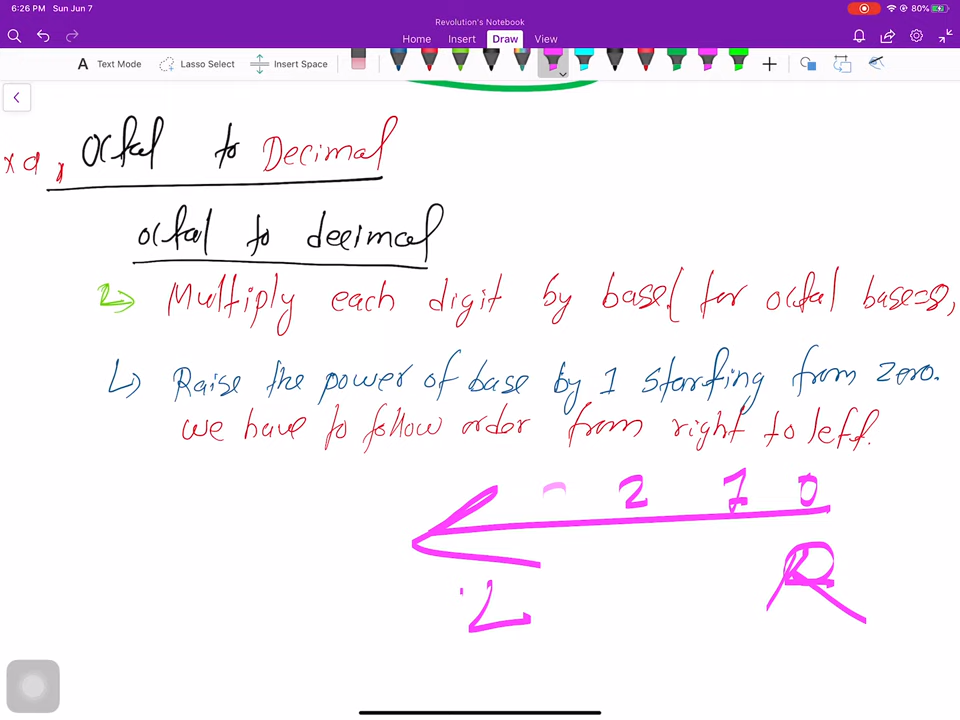 6:26 PM Sun Jun 7
80%
Revolution's Notebook
Home Insert Draw View
Text Mode Lasso Select Insert Space
octal to Decimal
octal to decimal
Multiply each digit by base( for octal base=8,
Raise the power of base by 1 starting from zero.
we have to follow order from right to left.
2 1 0
L R